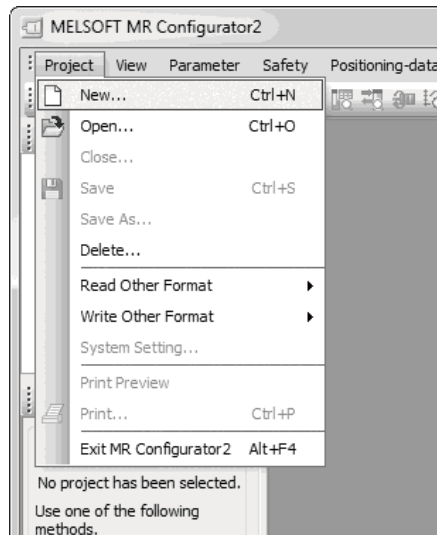 MELSOFT MR Configurator2
Project View Parameter Safety Positioning-data
New... Ctrl+N
Open... Ctrl+O
Close...
Save Ctrl+S
Save As...
Delete...
Read Other Format
Write Other Format
System Setting...
Print Preview
Print... Ctrl+P
Exit MR Configurator2 Alt+F4
No project has been selected.
Use one of the following
methods.